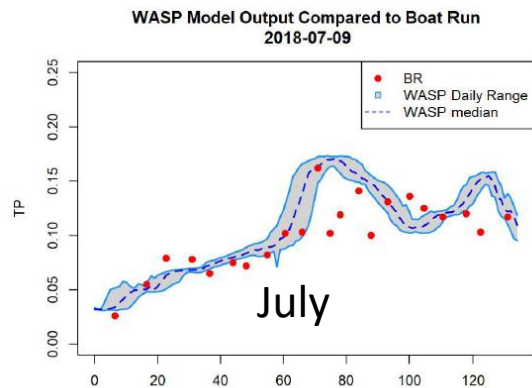 WASP Model Output Compared to Boat Run
2018-07-09
0.25
0.20
0.15
0.10
0.05
0.00
TP
BR
WASP Daily Range
WASP median
July
0 20 40 60 80 100 120